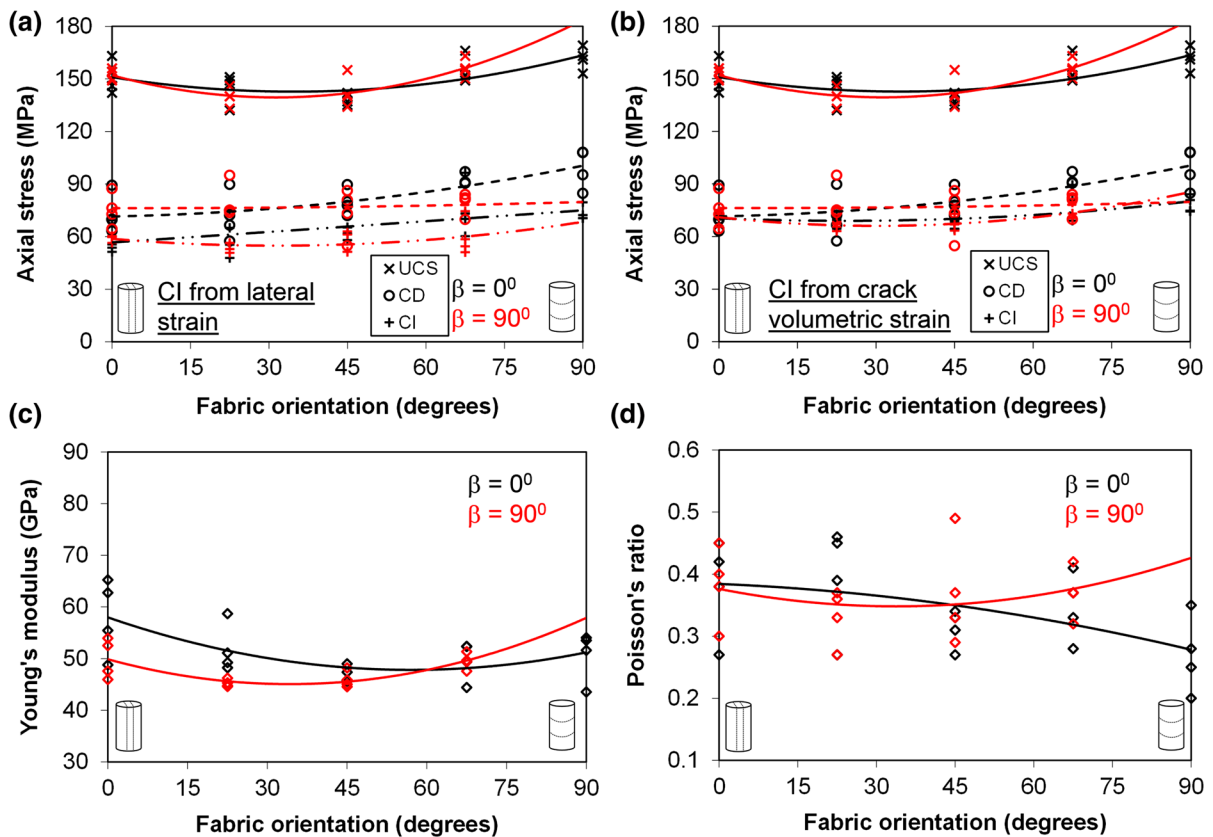 (a)
Axial stress (MPa)
180
150
120
90
60
30
0
CI from lateral
strain
UCS
CD
CI
β = 0⁰
β = 90⁰
0 15 30 45 60 75 90
Fabric orientation (degrees)
(b)
Axial stress (MPa)
180
150
120
90
60
30
0
CI from crack
volumetric strain
UCS
CD
CI
β = 0⁰
β = 90⁰
0 15 30 45 60 75 90
Fabric orientation (degrees)
(c)
Young's modulus (GPa)
90
80
70
60
50
40
30
β = 0⁰
β = 90⁰
0 15 30 45 60 75 90
Fabric orientation (degrees)
(d)
Poisson's ratio
0.6
0.5
0.4
0.3
0.2
0.1
β = 0⁰
β = 90⁰
0 15 30 45 60 75 90
Fabric orientation (degrees)